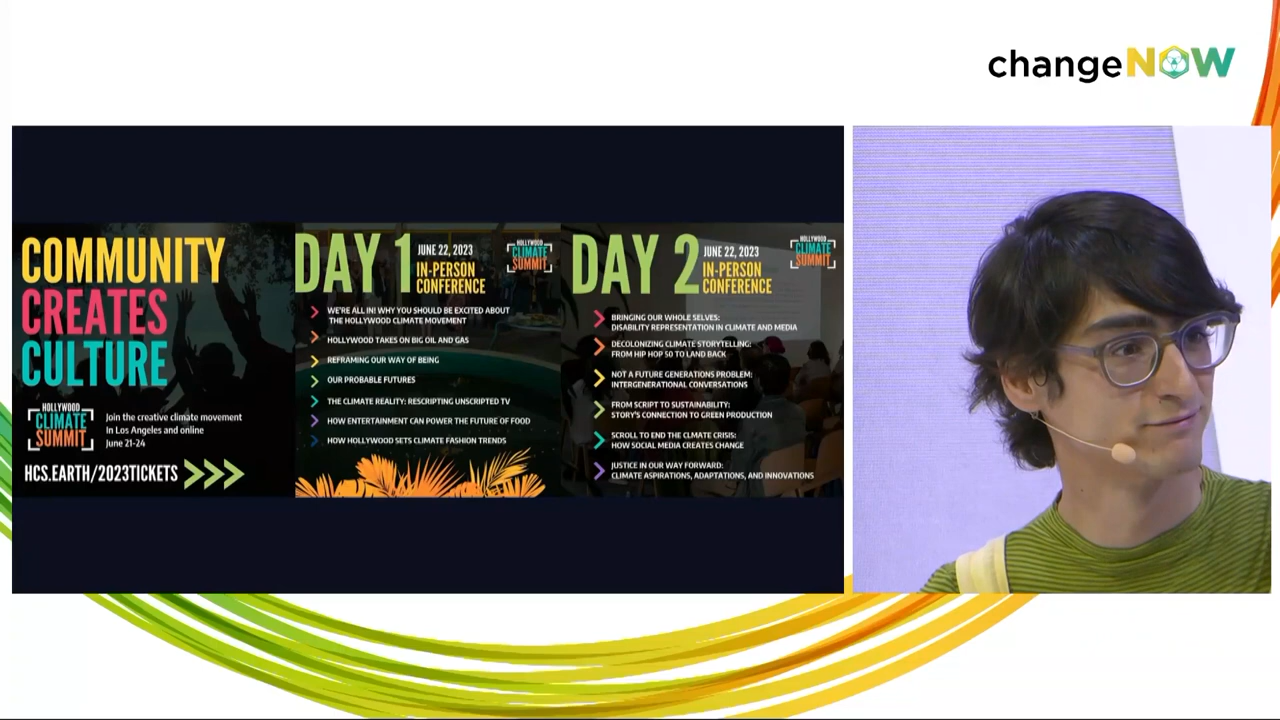 changeNOW
COMMUNITY
CREATES
CULTURE
HOLLYWOOD
CLIMATE
SUMMIT
Join the creative climate movement
in Los Angeles and online
June 21-24
HCS.EARTH/2023TICKETS
DAY 1
JUNE 22, 2023
IN-PERSON
CONFERENCE
HOLLYWOOD
CLIMATE
SUMMIT
WE'RE ALL IN! WHY YOU SHOULD BE EXCITED ABOUT
THE HOLLYWOOD CLIMATE MOVEMENT
HOLLYWOOD TAKES ON BIG OIL AND GAS
REFRAMING OUR WAY OF BEING
OUR PROBABLE FUTURES
THE CLIMATE REALITY: RESCRIPTING UNSCRIPTED TV
HOW ENTERTAINMENT CAN POWER THE FUTURE OF FOOD
HOW HOLLYWOOD SETS CLIMATE FASHION TRENDS
DAY 2
JUNE 22, 2023
IN-PERSON
CONFERENCE
HOLLYWOOD
CLIMATE
SUMMIT
BRINGING OUR WHOLE SELVES:
DISABILITY REPRESENTATION IN CLIMATE AND MEDIA
DECOLONIZING CLIMATE STORYTELLING:
FROM HIP HOP 50 TO LAND BACK
NOT A FUTURE GENERATIONS PROBLEM:
INTERGENERATIONAL CONVERSATIONS
FROM SCRIPT TO SUSTAINABILITY:
STORY'S CONNECTION TO GREEN PRODUCTION
SCROLL TO END THE CLIMATE CRISIS:
HOW SOCIAL MEDIA CREATES CHANGE
JUSTICE IN OUR WAY FORWARD:
CLIMATE ASPIRATIONS, ADAPTATIONS, AND INNOVATIONS